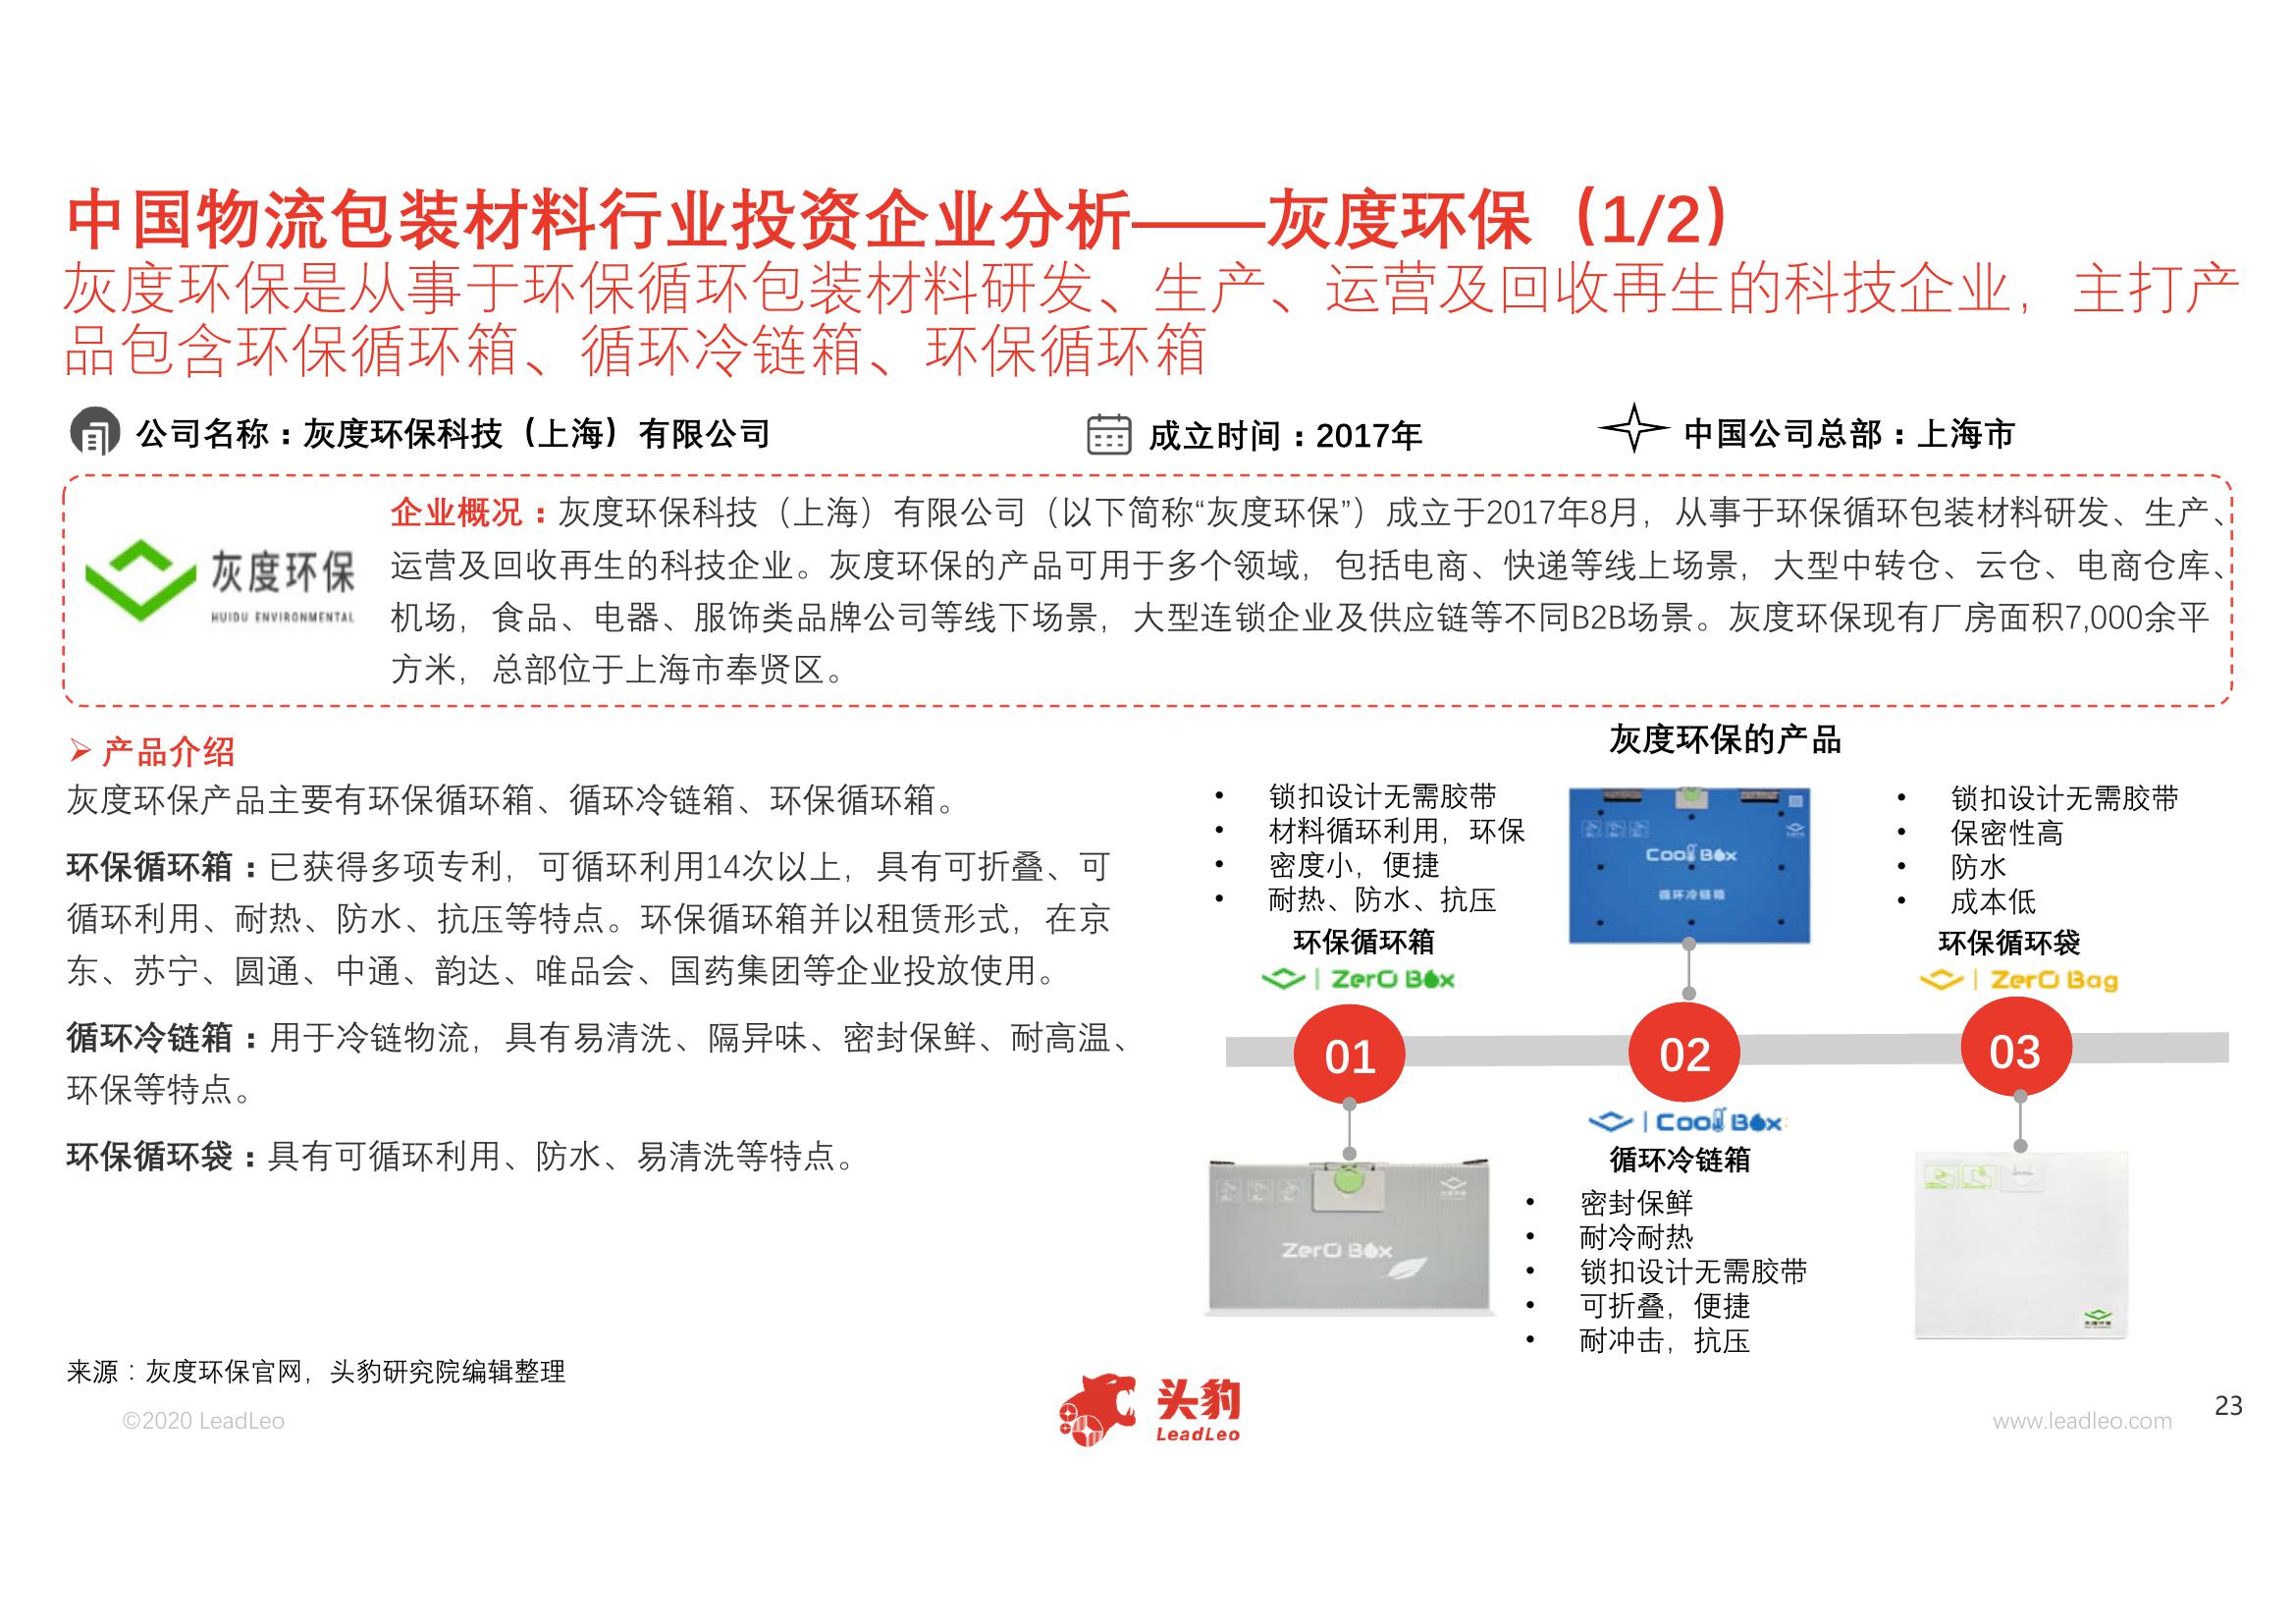 中国物流包装材料行业投资企业分析——灰度环保（1/2）
灰度环保是从事于环保循环包装材料研发、生产、运营及回收再生的科技企业，主打产
品包含环保循环箱、循环冷链箱、环保循环箱
公司名称：灰度环保科技（上海）有限公司
成立时间：2017年
中国公司总部：上海市
灰度环保
HUIDU ENVIRONMENTAL
企业概况：灰度环保科技（上海）有限公司（以下简称“灰度环保”）成立于2017年8月，从事于环保循环包装材料研发、生产、
运营及回收再生的科技企业。灰度环保的产品可用于多个领域，包括电商、快递等线上场景，大型中转仓、云仓、电商仓库、
机场，食品、电器、服饰类品牌公司等线下场景，大型连锁企业及供应链等不同B2B场景。灰度环保现有厂房面积7,000余平
方米，总部位于上海市奉贤区。
产品介绍
灰度环保产品主要有环保循环箱、循环冷链箱、环保循环箱。
环保循环箱：已获得多项专利，可循环利用14次以上，具有可折叠、可
循环利用、耐热、防水、抗压等特点。环保循环箱并以租赁形式，在京
东、苏宁、圆通、中通、韵达、唯品会、国药集团等企业投放使用。
循环冷链箱：用于冷链物流，具有易清洗、隔异味、密封保鲜、耐高温、
环保等特点。
环保循环袋：具有可循环利用、防水、易清洗等特点。
灰度环保的产品
• 锁扣设计无需胶带
• 材料循环利用，环保
• 密度小，便捷
• 耐热、防水、抗压
环保循环箱
ZerO Box
Cool Box
循环冷链箱
• 锁扣设计无需胶带
• 保密性高
• 防水
• 成本低
环保循环袋
ZerO Bag
01
02
03
ZerO Box
Cool Box
循环冷链箱
• 密封保鲜
• 耐冷耐热
• 锁扣设计无需胶带
• 可折叠，便捷
• 耐冲击，抗压
来源：灰度环保官网，头豹研究院编辑整理
©2020 LeadLeo
头豹
LeadLeo
www.leadleo.com
23